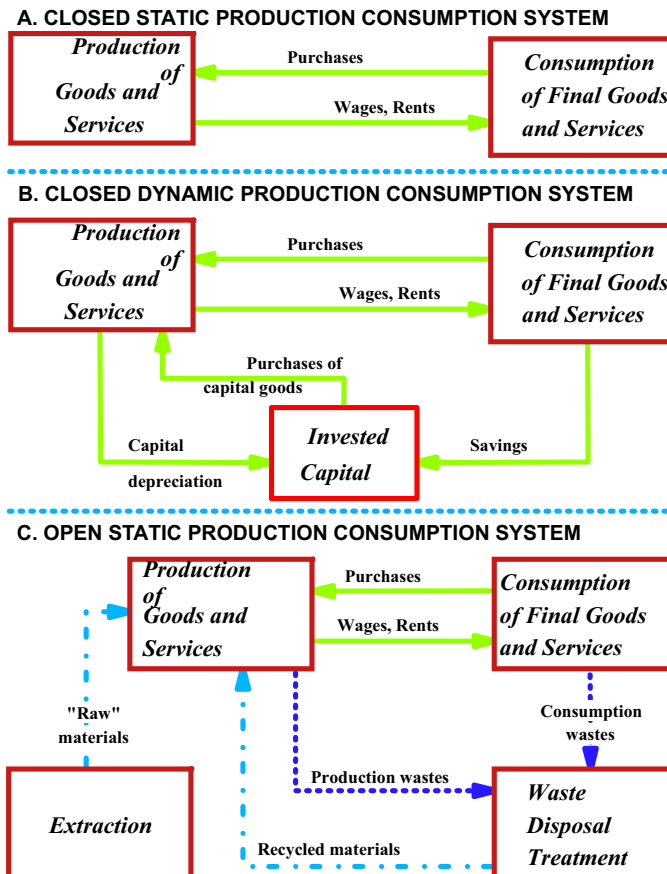 A. CLOSED STATIC PRODUCTION CONSUMPTION SYSTEM
Production
of
Goods and
Services
Purchases
Wages, Rents
Consumption
of Final Goods
and Services
B. CLOSED DYNAMIC PRODUCTION CONSUMPTION SYSTEM
Production
of
Goods and
Services
Purchases
Wages, Rents
Consumption
of Final Goods
and Services
Purchases of
capital goods
Capital
depreciation
Invested
Capital
Savings
C. OPEN STATIC PRODUCTION CONSUMPTION SYSTEM
Production
of
Goods and
Services
Purchases
Wages, Rents
Consumption
of Final Goods
and Services
"Raw"
materials
Consumption
wastes
Production wastes
Extraction
Waste
Disposal
Treatment
Recycled materials